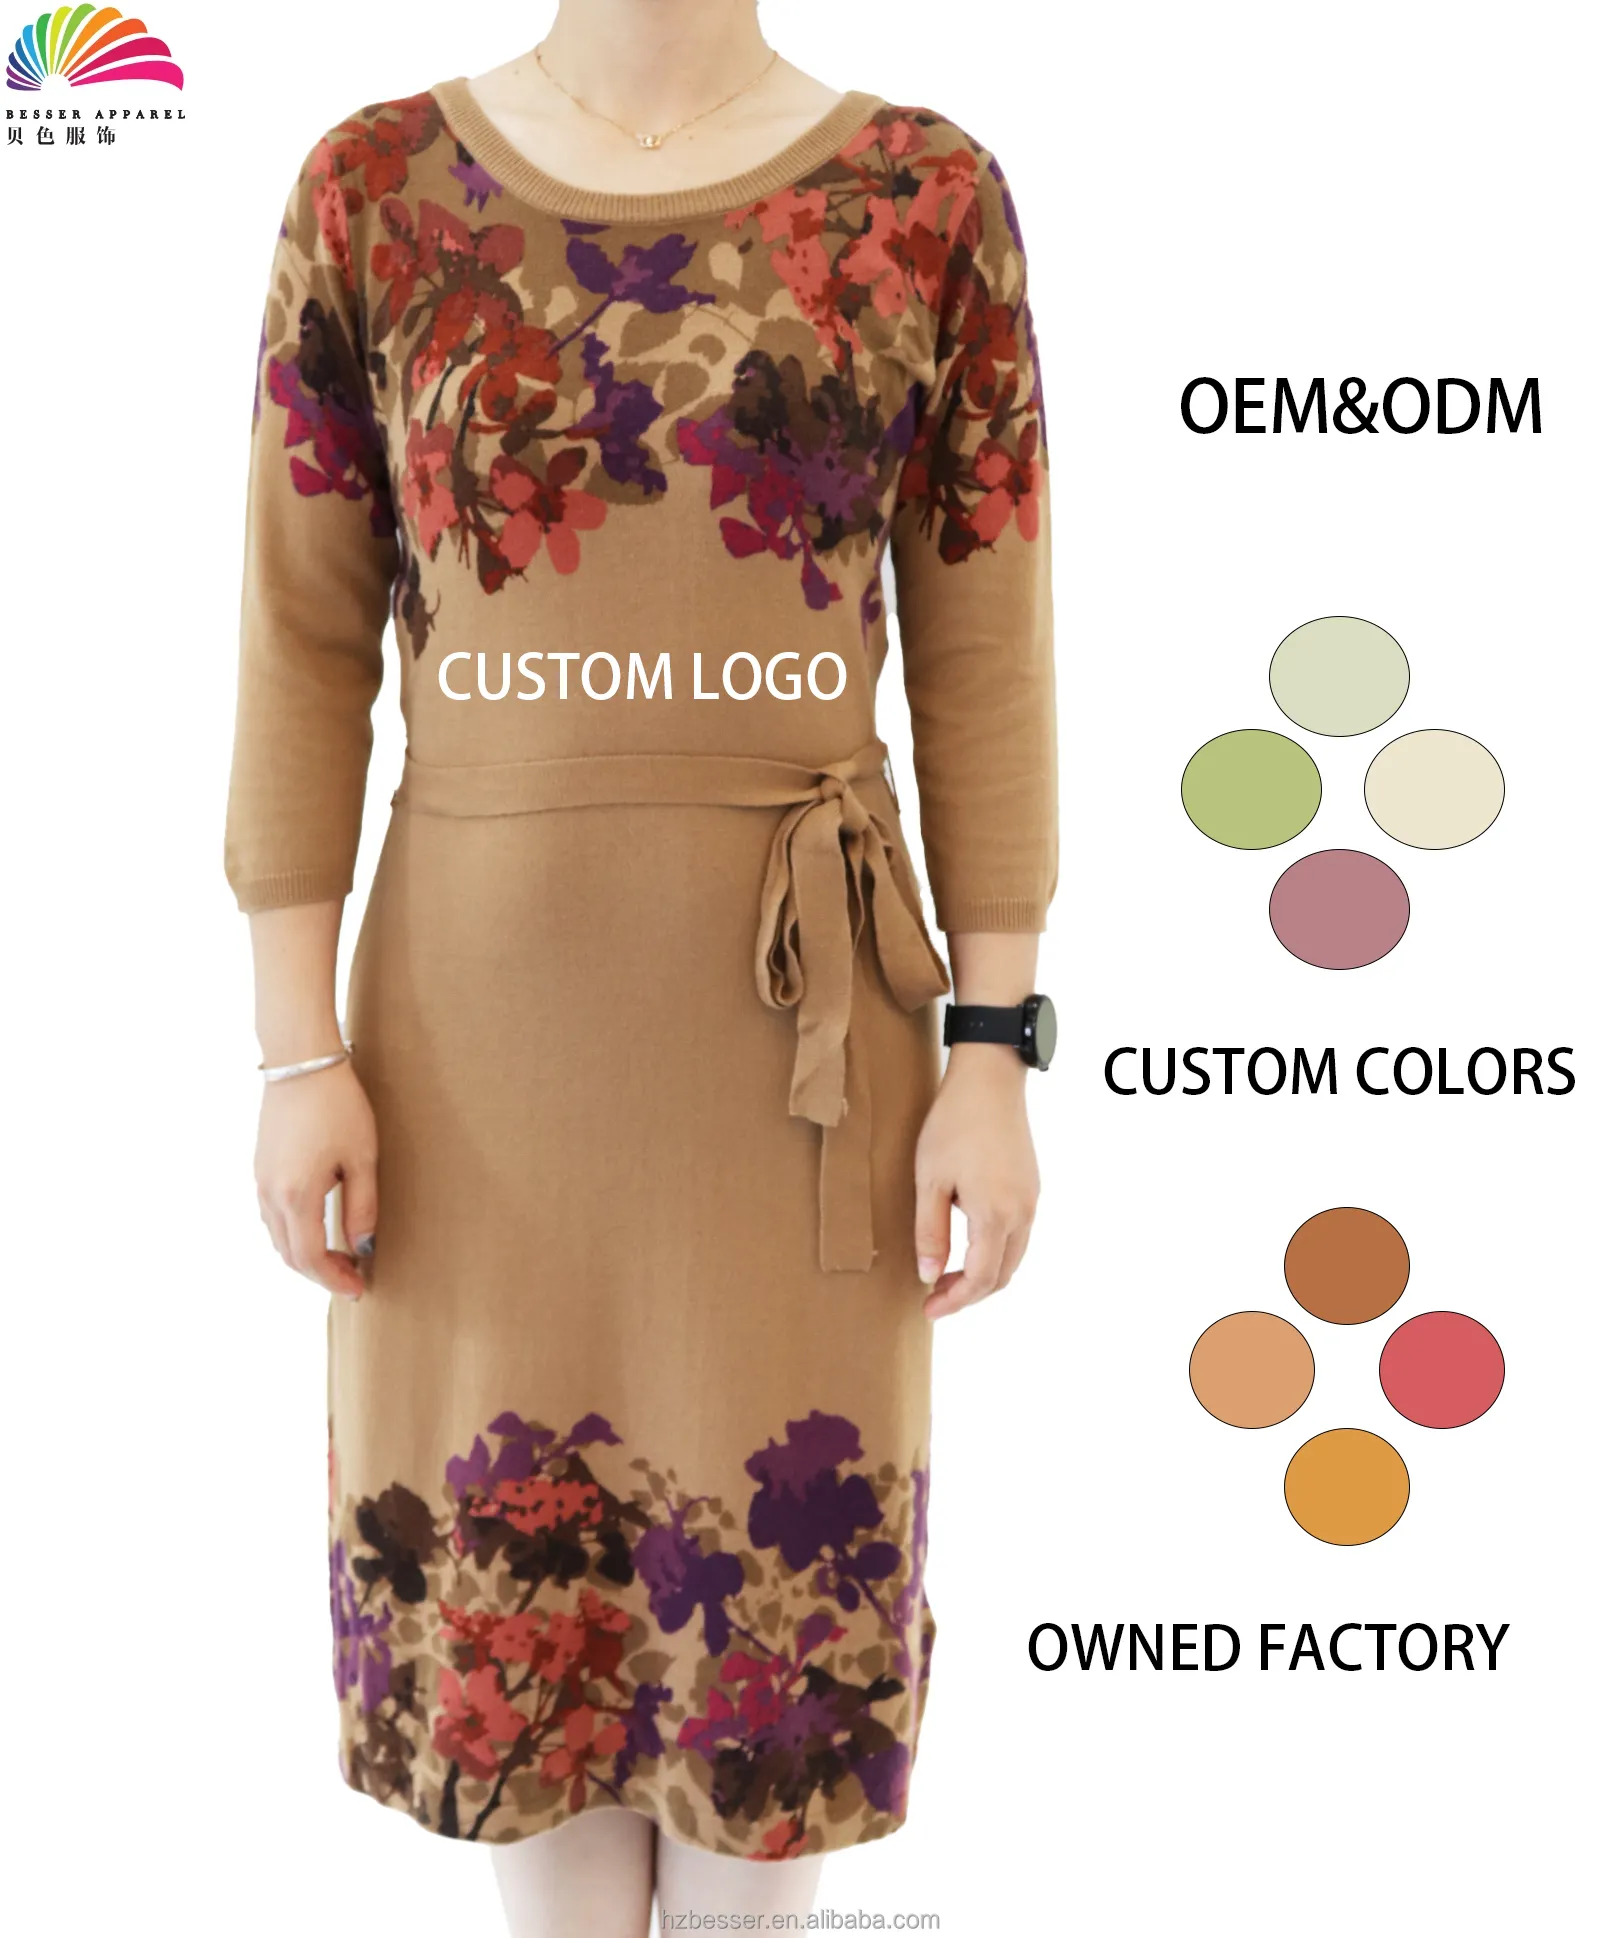 BESSER APPAREL
贝色服饰
OEM&ODM
CUSTOM LOGO
CUSTOM COLORS
OWNED FACTORY
hzbesser.en.alibaba.com